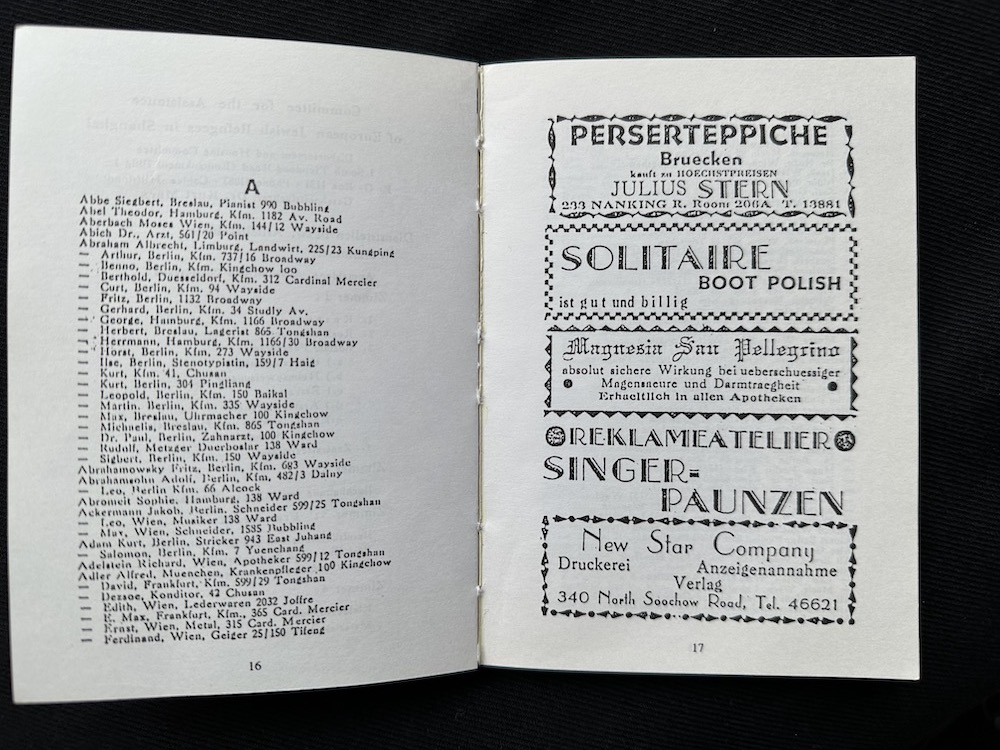 A
Abbe Siegbert, Breslau, Pianist 990 Bubbling
Abel Theodor, Hamburg, Kfm. 1182 Av. Road
Aberbach Moses Wien, Kfm. 144/12 Wayside
Abich Dr., Arzt, 561/20 Point
Abraham Albrecht, Limburg, Landwirt, 225/23 Kungping
— Arthur, Berlin, Kfm. 737/16 Broadway
— Benno, Berlin, Kfm. Kingchow 100
— Berthold, Duesseldorf, Kfm. 312 Cardinal Mercier
— Curt, Berlin, Kfm. 94 Wayside
— Fritz, Berlin, 1132 Broadway
— Gerhard, Berlin, Kfm. 34 Studly Av.
— George, Hamburg, Kfm. 1166 Broadway
— Herbert, Breslau, Lagerist 865 Tongshan
— Herrmann, Hamburg, Kfm. 1166/30 Broadway
— Horst, Berlin, Kfm. 273 Wayside
— Ilse, Berlin, Stenotypistin, 159/7 Haig
— Kurt, Kfm. 41, Chusan
— Kurt, Berlin, 304 Pingliang
— Leopold, Berlin, Kfm. 150 Baikal
— Martin, Berlin, Kfm. 335 Wayside
— Max, Breslau, Uhrmacher 100 Kingchow
— Michaelis, Breslau, Kfm. 865 Tongshan
— Dr. Paul, Berlin, Zahnarzt, 100 Kingchow
— Rudolf, Metzger 138 Ward
— Sigbert, Berlin, Kfm. 150 Wayside
Abrahamowsky Fritz, Berlin, Kfm. 683 Wayside
Abrahamsohn Adolf, Berlin, Kfm. 482/3 Dalny
— Leo, Berlin Kfm. 66 Alcock
Abromeit Sophie, Hamburg, 138 Ward
Ackermann Jakob, Berlin, Schneider 599/25 Tongshan
— Leo, Wien, Musiker 138 Ward
— Max, Wien, Schneider, 1585 Bubbling
Adam Kurt, Berlin, Stricker 943 East Juhang
— Salomon, Berlin, Kfm. 7 Yuenchang
Adelstein Richard, Wien, Apotheker 599/12 Tongshan
Adler Alfred, Muenchen, Krankenpfleger 100 Kingchow
— David, Frankfurt, Kfm. 599/29 Tongshan
— Dezsoe, Konditor, 42 Chusan
— Edith, Wien, Lederwaren 2032 Joffre
— E. Max, Frankfurt, Kfm., 365 Card. Mercier
— Ernst, Wien, Metal, 315 Card. Mercier
— Ferdinand, Wien, Geiger 25/150 Tifeng
16
PERSERTEPPICHE
Bruecken
kauft zu HOECHSTPREISEN
JULIUS STERN
233 NANKING R. Room 206A T. 13881
SOLITAIRE
BOOT POLISH
ist gut und billig
Magnesia San Pellegrino
absolut sichere Wirkung bei ueberschuessiger
Magensaeure und Darmtraegheit
Erhaeltlich in allen Apotheken
REKLAMEATELIER
SINGER-
PAUNZEN
New Star Company
Druckerei Anzeigenannahme
Verlag
340 North Soochow Road, Tel. 46621
17